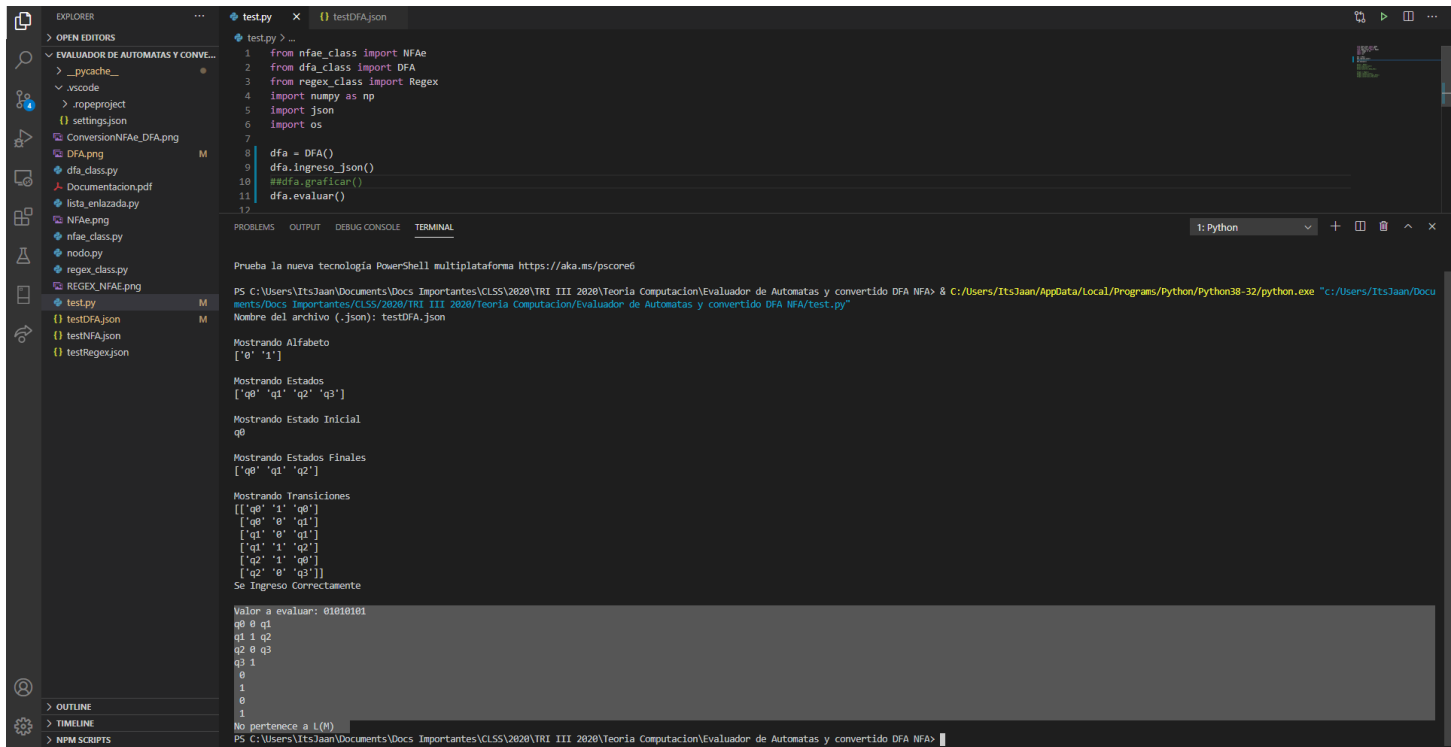 EXPLORER ...
> OPEN EDITORS
EVALUADOR DE AUTOMATAS Y CONVE...
> __pycache__
.vscode
> .ropeproject
{} settings.json
ConversionNFAe_DFA.png
DFA.png M
dfa_class.py
Documentacion.pdf
lista_enlazada.py
NFAe.png
nfae_class.py
nodo.py
regex_class.py
REGEX_NFAE.png
test.py M
{} testDFA.json M
{} testNFA.json
{} testRegex.json
> OUTLINE
> TIMELINE
> NPM SCRIPTS
4
test.py X {} testDFA.json
test.py > ...
1 from nfae_class import NFAe
2 from dfa_class import DFA
3 from regex_class import Regex
4 import numpy as np
5 import json
6 import os
7
8 dfa = DFA()
9 dfa.ingreso_json()
10 ##dfa.graficar()
11 dfa.evaluar()
12
PROBLEMS OUTPUT DEBUG CONSOLE TERMINAL 1: Python
Prueba la nueva tecnología PowerShell multiplataforma https://aka.ms/pscore6
PS C:\Users\ItsJaan\Documents\Docs Importantes\CLSS\2020\TRI III 2020\Teoria Computacion\Evaluador de Automatas y convertido DFA NFA> & C:/Users/ItsJaan/AppData/Local/Programs/Python/Python38-32/python.exe "c:/Users/ItsJaan/Docu
ments/Docs Importantes/CLSS/2020/TRI III 2020/Teoria Computacion/Evaluador de Automatas y convertido DFA NFA/test.py"
Nombre del archivo (.json): testDFA.json
Mostrando Alfabeto
['0' '1']
Mostrando Estados
['q0' 'q1' 'q2' 'q3']
Mostrando Estado Inicial
q0
Mostrando Estados Finales
['q0' 'q1' 'q2']
Mostrando Transiciones
[['q0' '1' 'q0']
['q0' '0' 'q1']
['q1' '0' 'q1']
['q1' '1' 'q2']
['q2' '1' 'q0']
['q2' '0' 'q3']]
Se Ingreso Correctamente
Valor a evaluar: 01010101
q0 0 q1
q1 1 q2
q2 0 q3
q3 1
0
1
0
1
No pertenece a L(M)
PS C:\Users\ItsJaan\Documents\Docs Importantes\CLSS\2020\TRI III 2020\Teoria Computacion\Evaluador de Automatas y convertido DFA NFA>